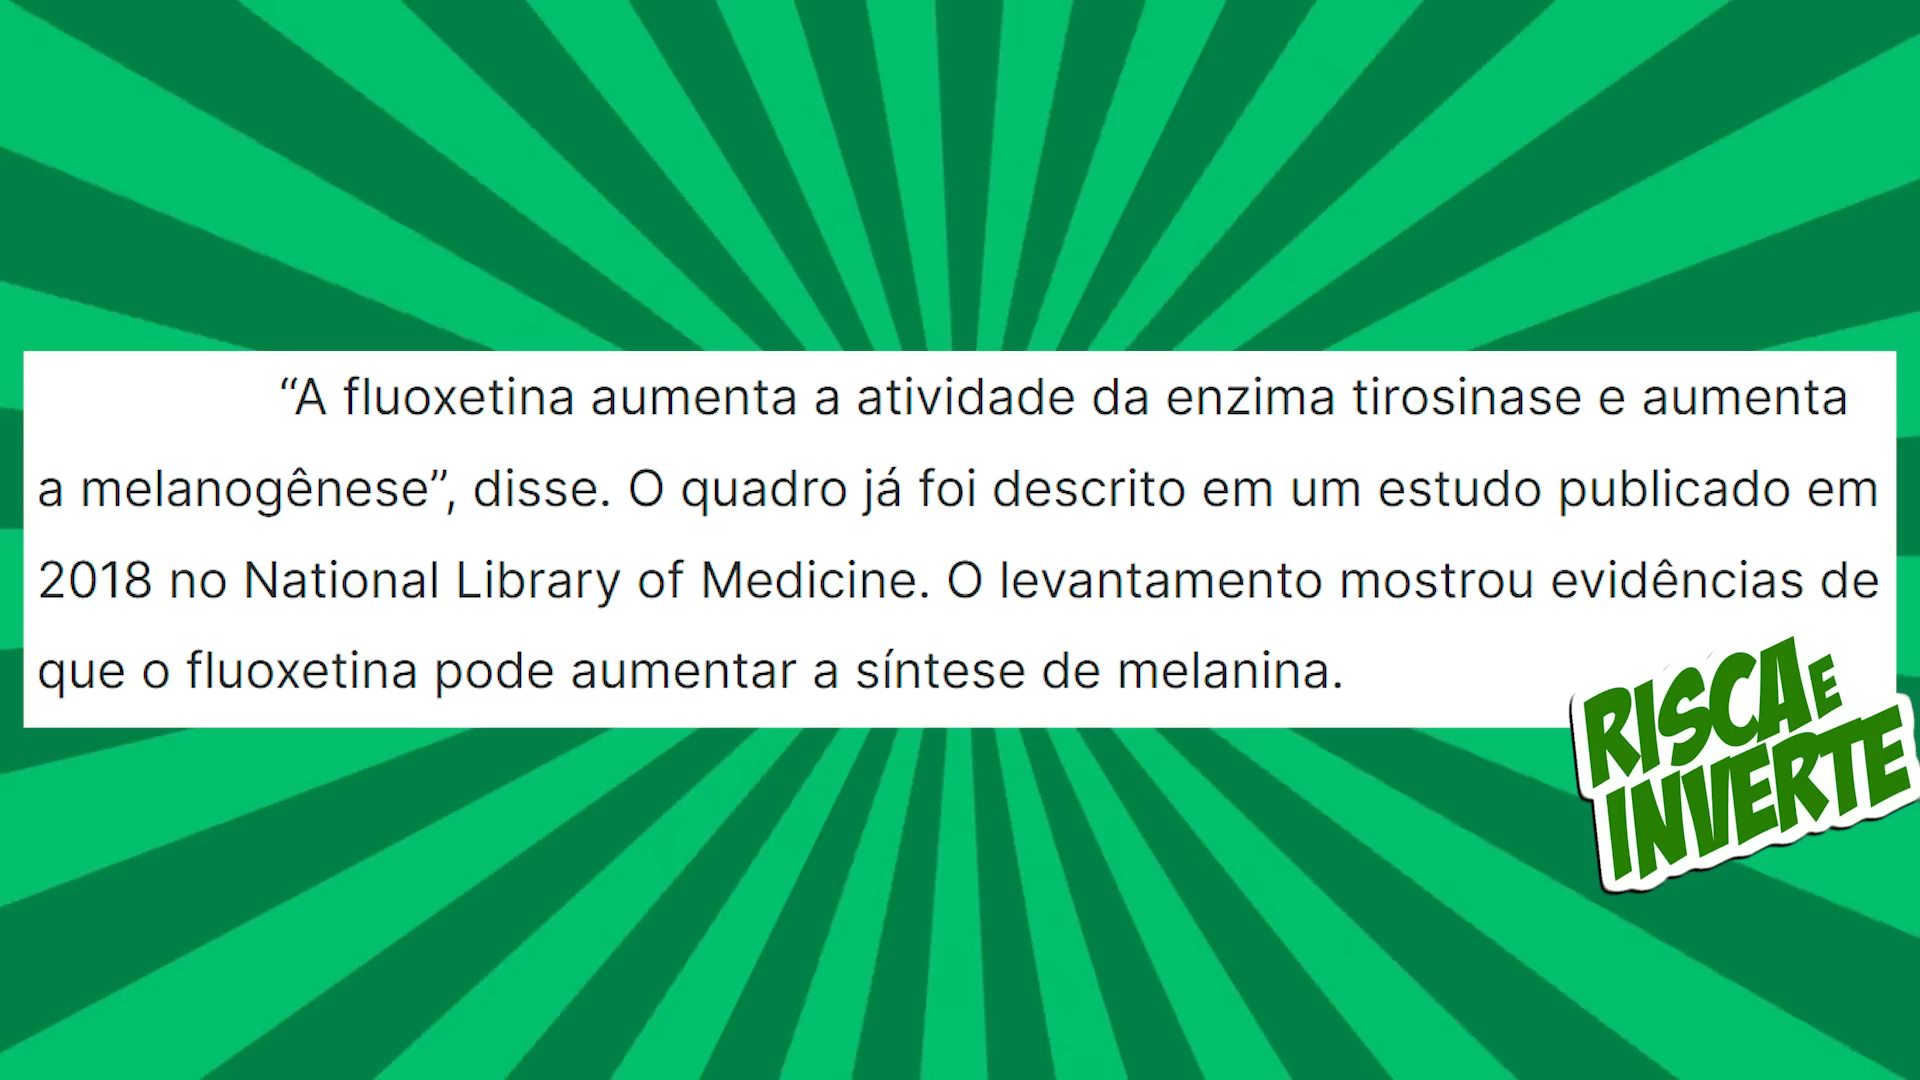 “A fluoxetina aumenta a atividade da enzima tirosinase e aumenta
a melanogênese”, disse. O quadro já foi descrito em um estudo publicado em
2018 no National Library of Medicine. O levantamento mostrou evidências de
que o fluoxetina pode aumentar a síntese de melanina.
RISCA E
INVERTE